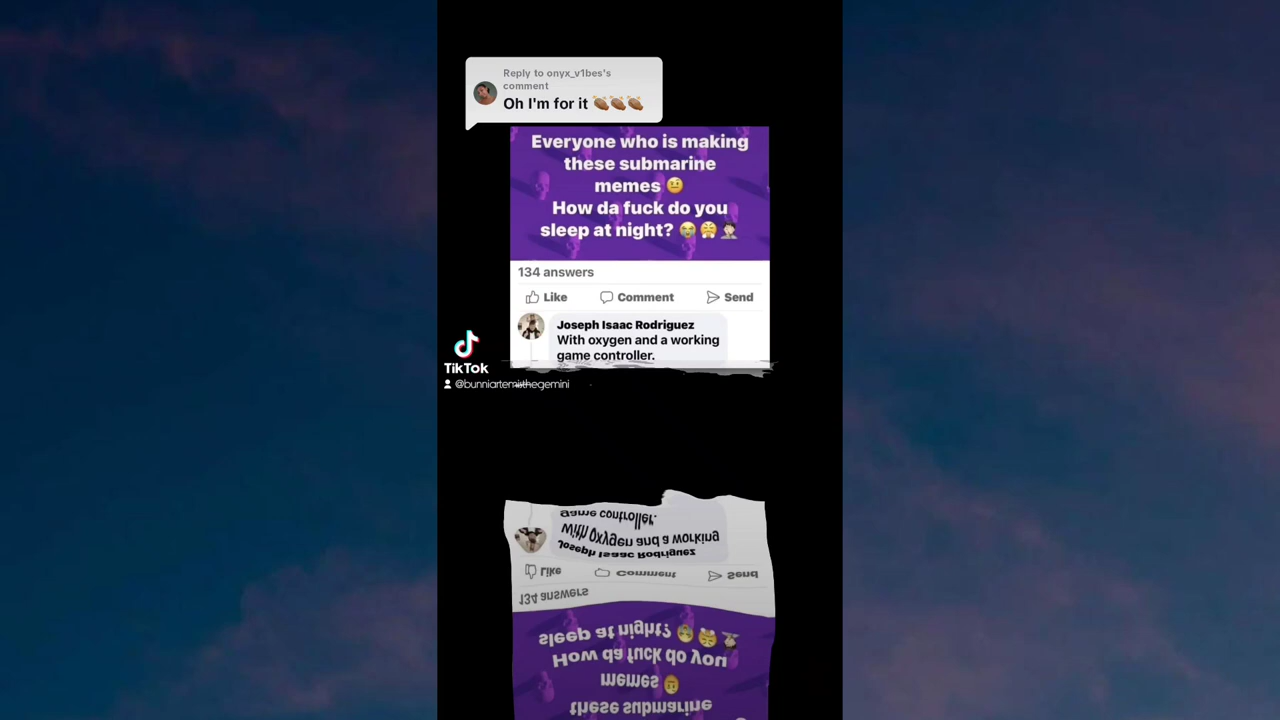 Reply to onyx_v1bes's
comment
Oh I'm for it 👏🏾👏🏾👏🏾
Everyone who is making
these submarine
memes 🤨
How da fuck do you
sleep at night? 😭😤🤦🏻‍♂️
134 answers
Like Comment Send
Joseph Isaac Rodriguez
With oxygen and a working
game controller.
TikTok
@bunniartemisthegemini
game controller.
With oxygen and a working
Joseph Isaac Rodriguez
Like Comment Send
134 answers
sleep at night?
How da fuck do you
memes
these submarine